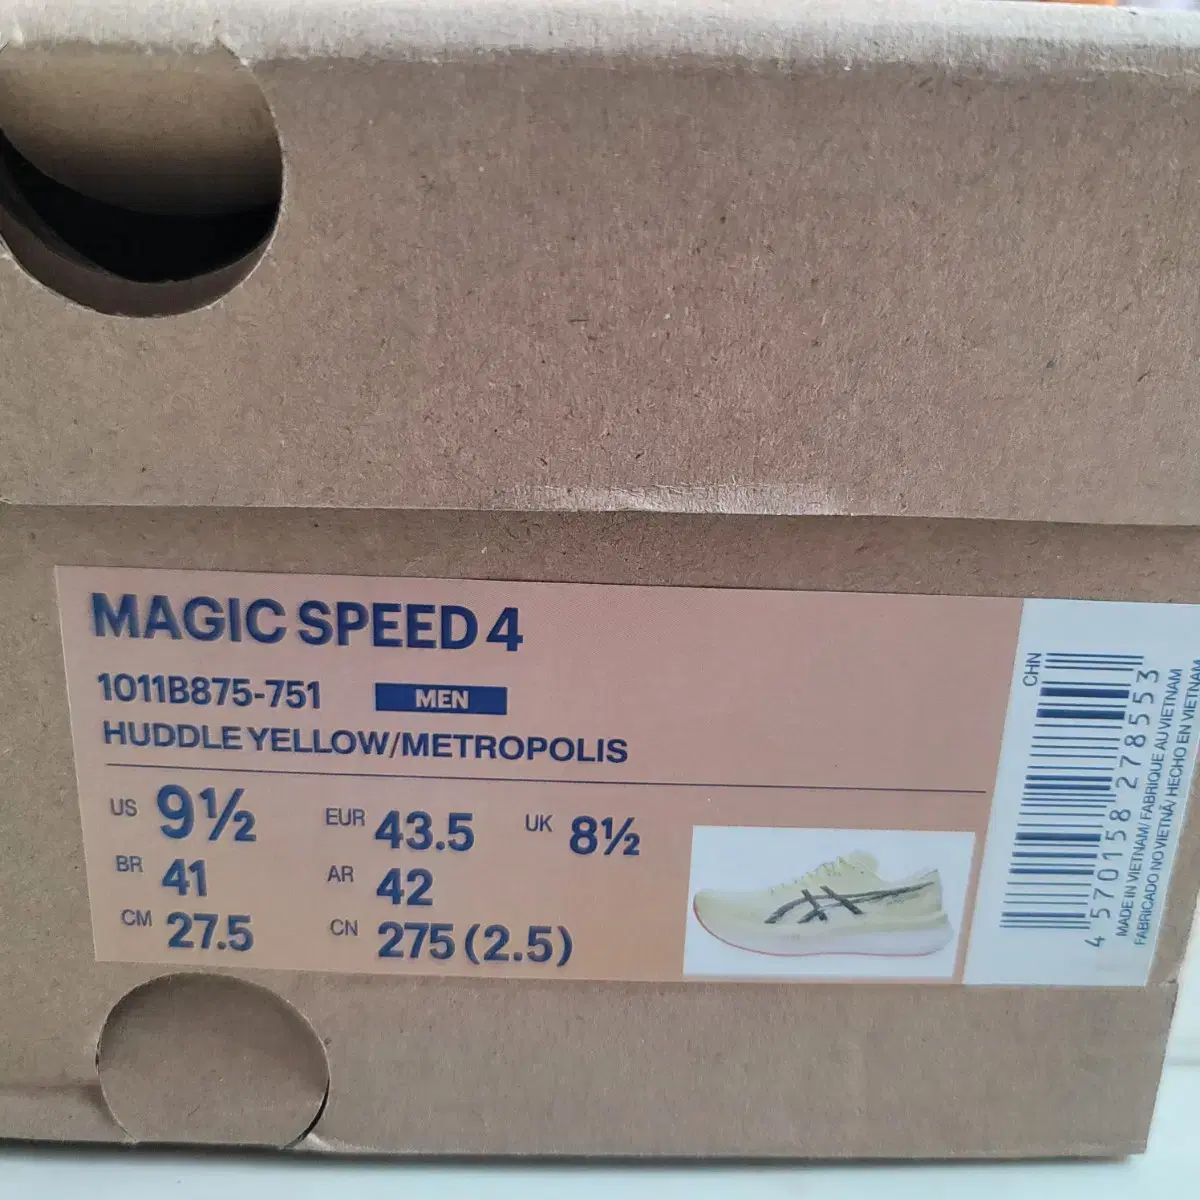 MAGIC SPEED 4
1011B875-751 MEN
HUDDLE YELLOW/METROPOLIS
US 9½ EUR 43.5 UK 8½
BR 41 AR 42
CM 27.5 CN 275 (2.5)
CHN
4 570158 278553
MADE IN VIETNAM/ FABRIQUE AU VIETNAM
FABRICADO NO VIETNÃ/ HECHO EN VIETNAM